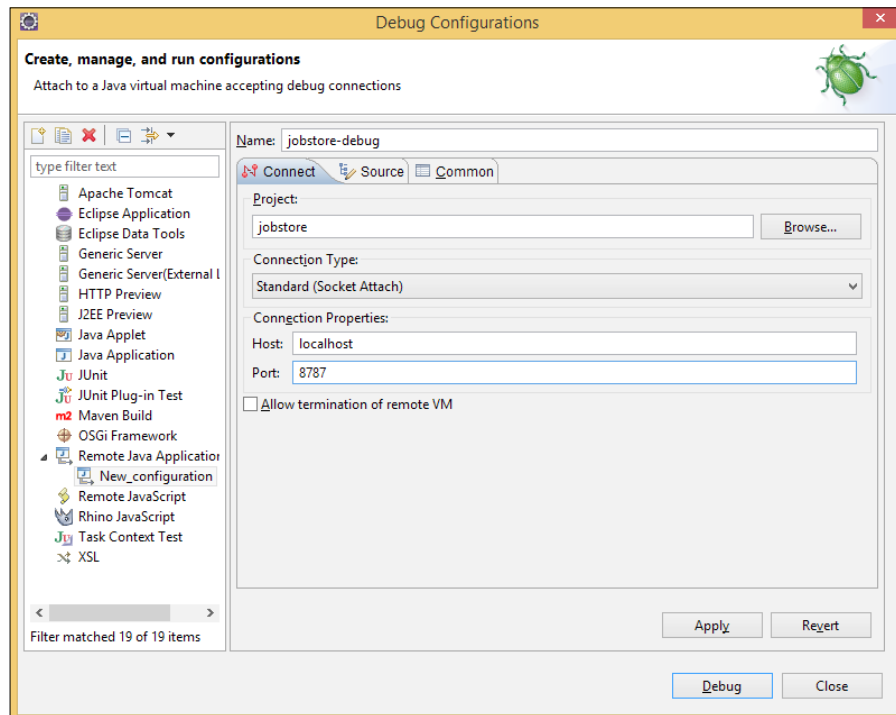 Debug Configurations
Create, manage, and run configurations
Attach to a Java virtual machine accepting debug connections
type filter text
Apache Tomcat
Eclipse Application
Eclipse Data Tools
Generic Server
Generic Server(External L
HTTP Preview
J2EE Preview
Java Applet
Java Application
JUnit
JUnit Plug-in Test
Maven Build
OSGi Framework
Remote Java Application
New_configuration
Remote JavaScript
Rhino JavaScript
Task Context Test
XSL
Filter matched 19 of 19 items
Name: jobstore-debug
Connect Source Common
Project:
jobstore Browse...
Connection Type:
Standard (Socket Attach)
Connection Properties:
Host: localhost
Port: 8787
Allow termination of remote VM
Apply Revert
Debug Close